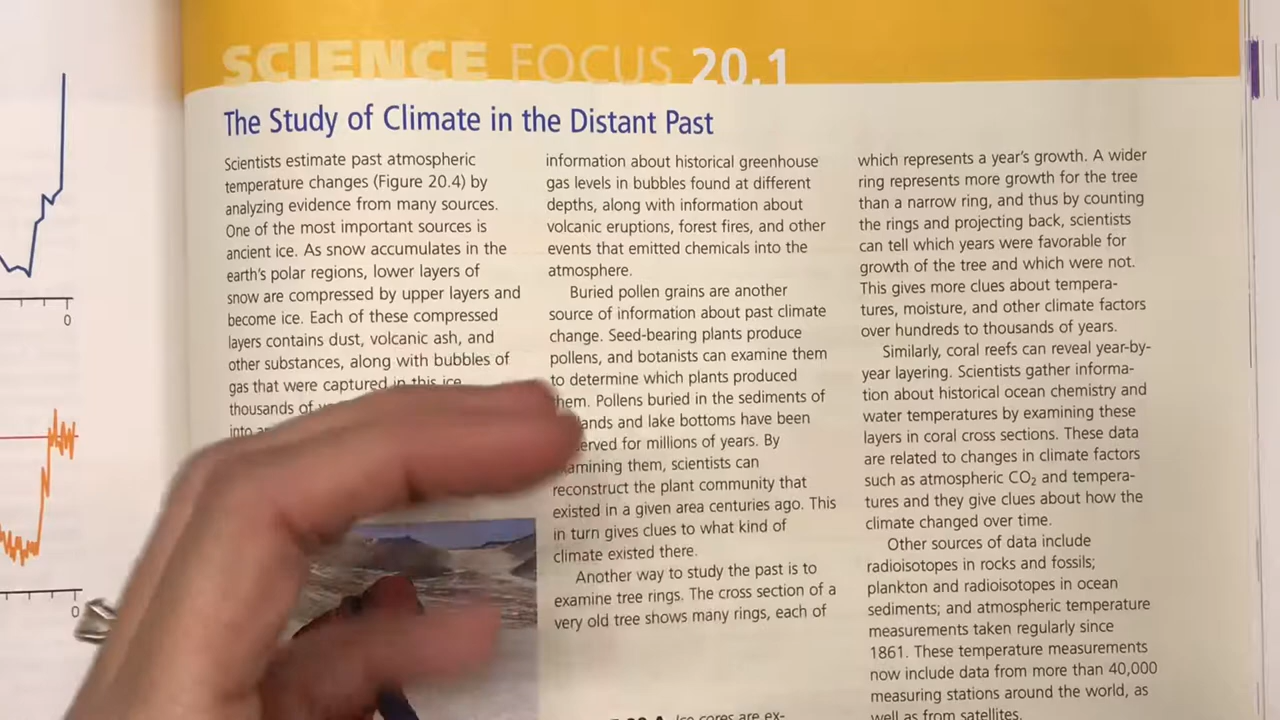 SCIENCE FOCUS 20.1
The Study of Climate in the Distant Past
Scientists estimate past atmospheric
temperature changes (Figure 20.4) by
analyzing evidence from many sources.
One of the most important sources is
ancient ice. As snow accumulates in the
earth's polar regions, lower layers of
snow are compressed by upper layers and
become ice. Each of these compressed
layers contains dust, volcanic ash, and
other substances, along with bubbles of
gas that were captured in this ice
thousands of
into
information about historical greenhouse
gas levels in bubbles found at different
depths, along with information about
volcanic eruptions, forest fires, and other
events that emitted chemicals into the
atmosphere.
Buried pollen grains are another
source of information about past climate
change. Seed-bearing plants produce
pollens, and botanists can examine them
to determine which plants produced
them. Pollens buried in the sediments of
and lake bottoms have been
for millions of years. By
them, scientists can
reconstruct the plant community that
existed in a given area centuries ago. This
in turn gives clues to what kind of
climate existed there.
Another way to study the past is to
examine tree rings. The cross section of a
very old tree shows many rings, each of
Ice cores are ex-
which represents a year's growth. A wider
ring represents more growth for the tree
than a narrow ring, and thus by counting
the rings and projecting back, scientists
can tell which years were favorable for
growth of the tree and which were not.
This gives more clues about tempera-
tures, moisture, and other climate factors
over hundreds to thousands of years.
Similarly, coral reefs can reveal year-by-
year layering. Scientists gather informa-
tion about historical ocean chemistry and
water temperatures by examining these
layers in coral cross sections. These data
are related to changes in climate factors
such as atmospheric CO₂ and tempera-
tures and they give clues about how the
climate changed over time.
Other sources of data include
radioisotopes in rocks and fossils;
plankton and radioisotopes in ocean
sediments; and atmospheric temperature
measurements taken regularly since
1861. These temperature measurements
now include data from more than 40,000
measuring stations around the world, as
well as from satellites.
0
0